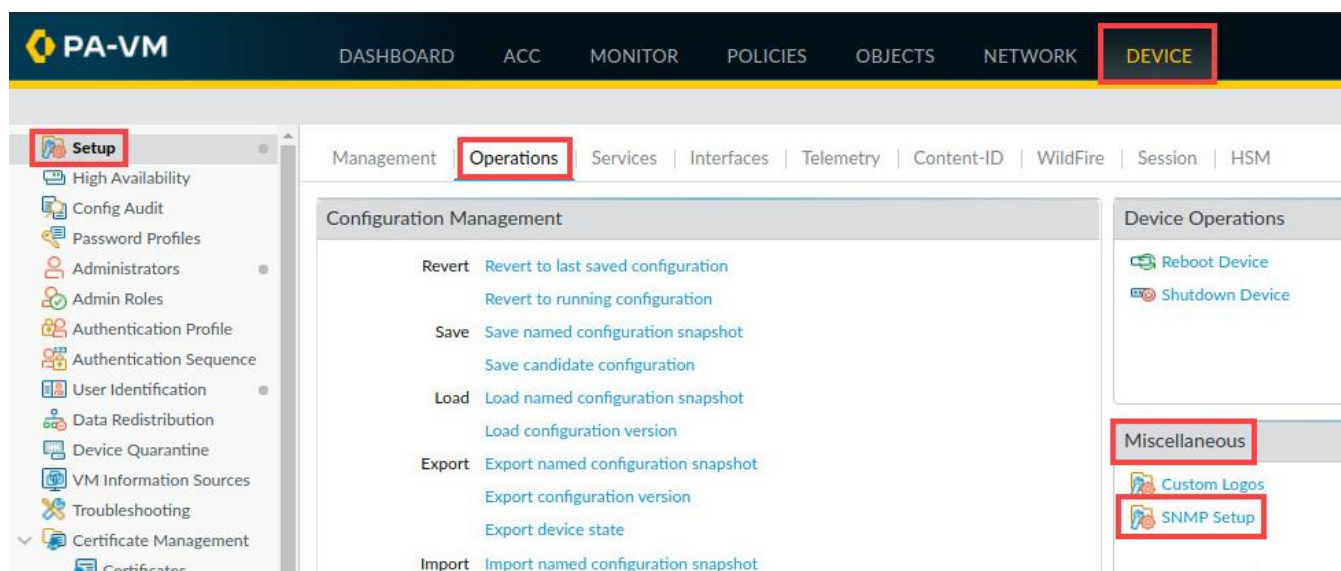 PA-VM
DASHBOARD ACC MONITOR POLICIES OBJECTS NETWORK DEVICE
Setup
High Availability
Config Audit
Password Profiles
Administrators
Admin Roles
Authentication Profile
Authentication Sequence
User Identification
Data Redistribution
Device Quarantine
VM Information Sources
Troubleshooting
Certificate Management
Certificates
Management | Operations | Services | Interfaces | Telemetry | Content-ID | WildFire | Session | HSM
Configuration Management
Revert Revert to last saved configuration
Revert to running configuration
Save Save named configuration snapshot
Save candidate configuration
Load Load named configuration snapshot
Load configuration version
Export Export named configuration snapshot
Export configuration version
Export device state
Import Import named configuration snapshot
Device Operations
Reboot Device
Shutdown Device
Miscellaneous
Custom Logos
SNMP Setup